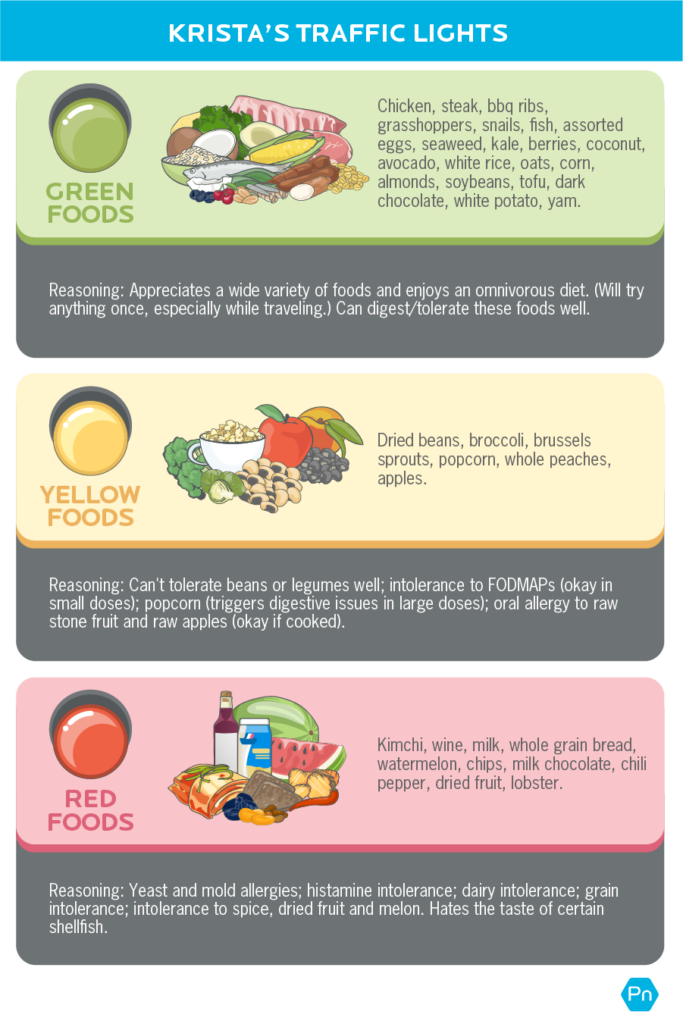 KRISTA'S TRAFFIC LIGHTS
GREEN
FOODS
Chicken, steak, bbq ribs,
grasshoppers, snails, fish, assorted
eggs, seaweed, kale, berries, coconut,
avocado, white rice, oats, corn,
almonds, soybeans, tofu, dark
chocolate, white potato, yam.
Reasoning: Appreciates a wide variety of foods and enjoys an omnivorous diet. (Will try
anything once, especially while traveling.) Can digest/tolerate these foods well.
YELLOW
FOODS
Dried beans, broccoli, brussels
sprouts, popcorn, whole peaches,
apples.
Reasoning: Can't tolerate beans or legumes well; intolerance to FODMAPs (okay in
small doses); popcorn (triggers digestive issues in large doses); oral allergy to raw
stone fruit and raw apples (okay if cooked).
RED
FOODS
Kimchi, wine, milk, whole grain bread,
watermelon, chips, milk chocolate, chili
pepper, dried fruit, lobster.
Reasoning: Yeast and mold allergies; histamine intolerance; dairy intolerance; grain
intolerance; intolerance to spice, dried fruit and melon. Hates the taste of certain
shellfish.
Pn